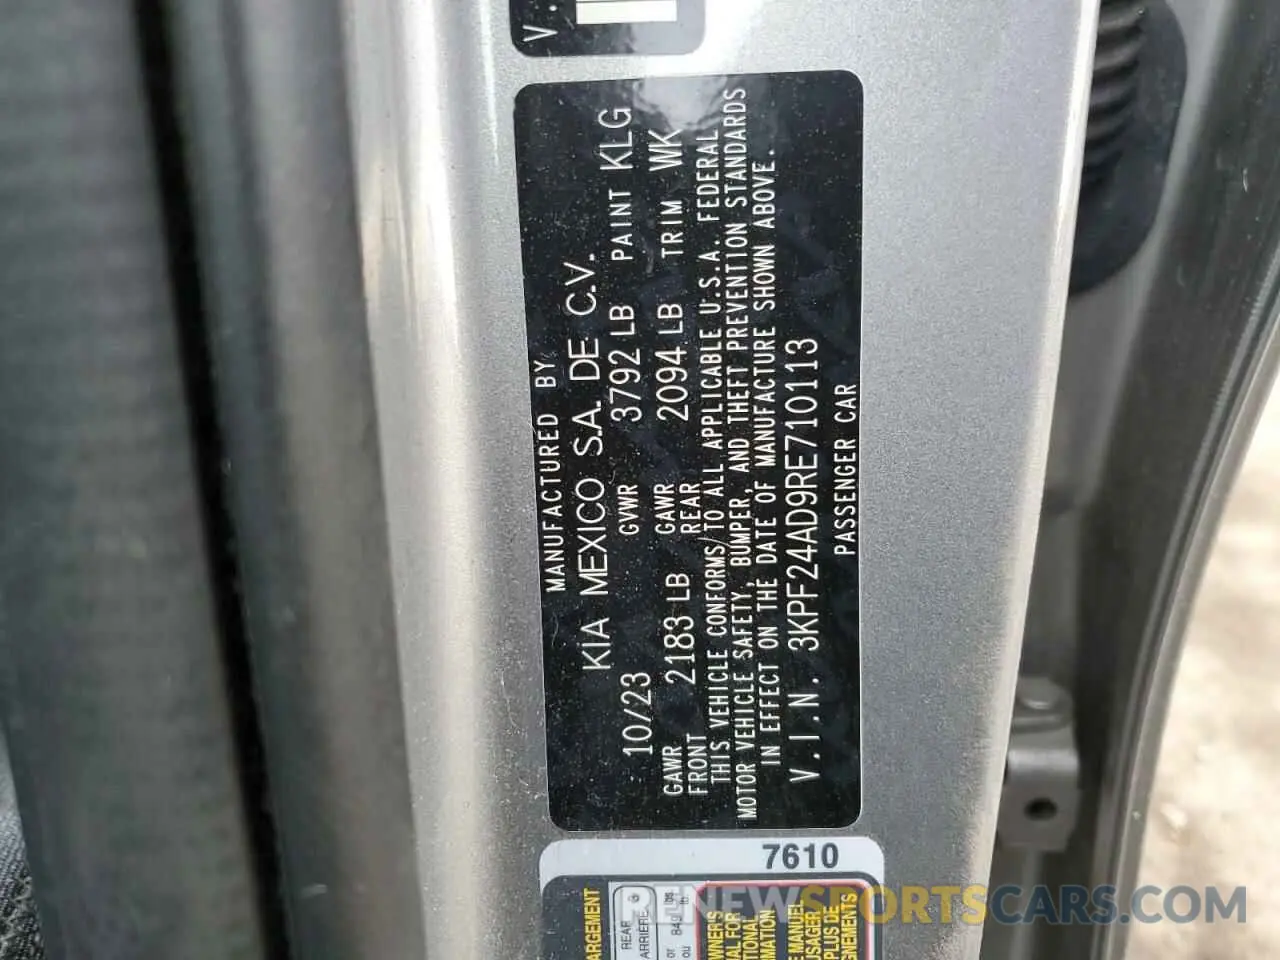 V.
MANUFACTURED BY
KIA MEXICO S.A. DE C.V.
10/23 GVWR 3792 LB PAINT KLG
GAWR FRONT 2183 LB GAWR REAR 2094 LB TRIM WK
THIS VEHICLE CONFORMS TO ALL APPLICABLE U.S.A. FEDERAL
MOTOR VEHICLE SAFETY, BUMPER, AND THEFT PREVENTION STANDARDS
IN EFFECT ON THE DATE OF MANUFACTURE SHOWN ABOVE.
V.I.N. 3KPF24AD9RE710113
PASSENGER CAR
7610
ARGEMENT
REAR
ARRIÈRE
RENEWSPORTSCARS.COM